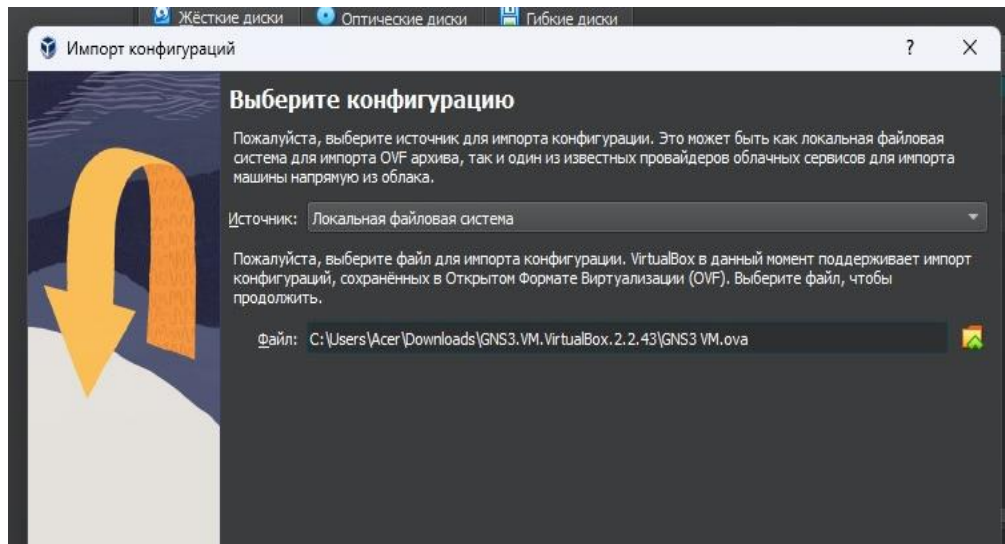 Жёсткие диски Оптические диски Гибкие диски
Импорт конфигураций ? X
Выберите конфигурацию
Пожалуйста, выберите источник для импорта конфигурации. Это может быть как локальная файловая
система для импорта OVF архива, так и один из известных провайдеров облачных сервисов для импорта
машины напрямую из облака.
Источник: Локальная файловая система
Пожалуйста, выберите файл для импорта конфигурации. VirtualBox в данный момент поддерживает импорт
конфигураций, сохранённых в Открытом Формате Виртуализации (OVF). Выберите файл, чтобы
продолжить.
Файл: C:\Users\Acer\Downloads\GNS3.VM.VirtualBox.2.2.43\GNS3 VM.ova